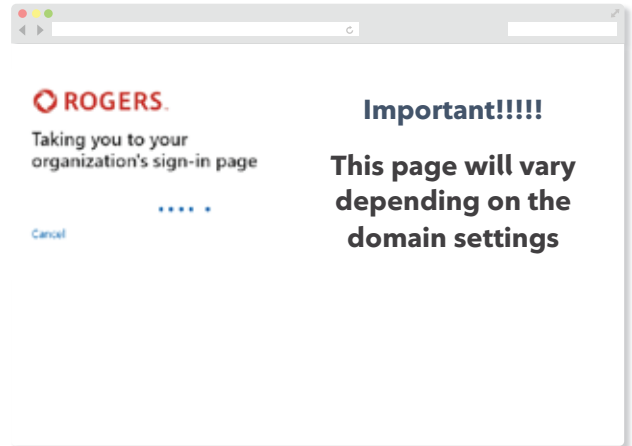 ROGERS™
Taking you to your
organization's sign-in page
Cancel
Important!!!!!
This page will vary
depending on the
domain settings